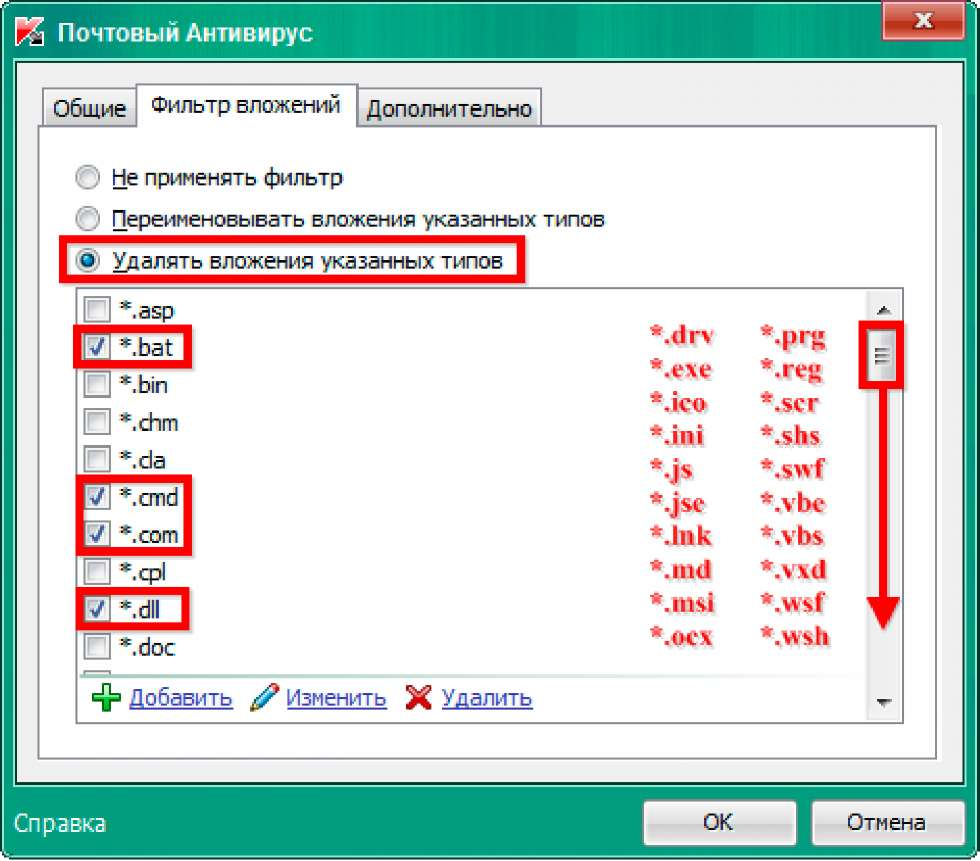 Почтовый Антивирус
Общие
Фильтр вложений
Дополнительно
Не применять фильтр
Переименовывать вложения указанных типов
Удалять вложения указанных типов
*.asp
*.bat
*.bin
*.chm
*.cla
*.cmd
*.com
*.cpl
*.dll
*.doc
*.drv
*.exe
*.ico
*.ini
*.js
*.jse
*.lnk
*.md
*.msi
*.ocx
*.prg
*.reg
*.scr
*.shs
*.swf
*.vbe
*.vbs
*.vxd
*.wsf
*.wsh
Добавить
Изменить
Удалить
Справка
OK
Отмена